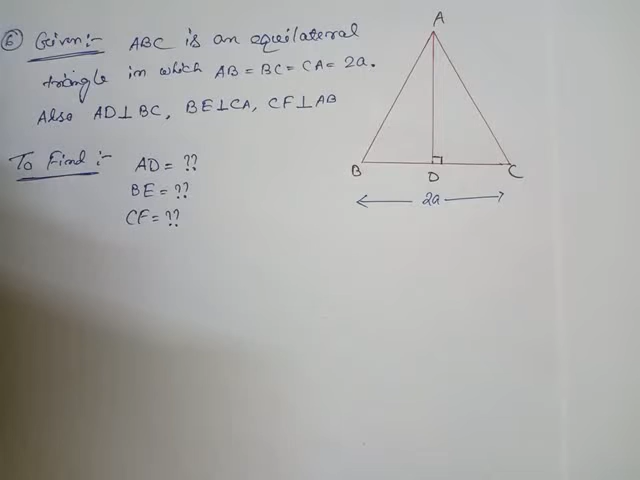 6 Given:- ABC is an equilateral
triangle in which AB = BC = CA = 2a.
Also AD⊥BC, BE⊥CA, CF⊥AB
To Find:- AD = ??
BE = ??
CF = ??
A
B
D
C
2a